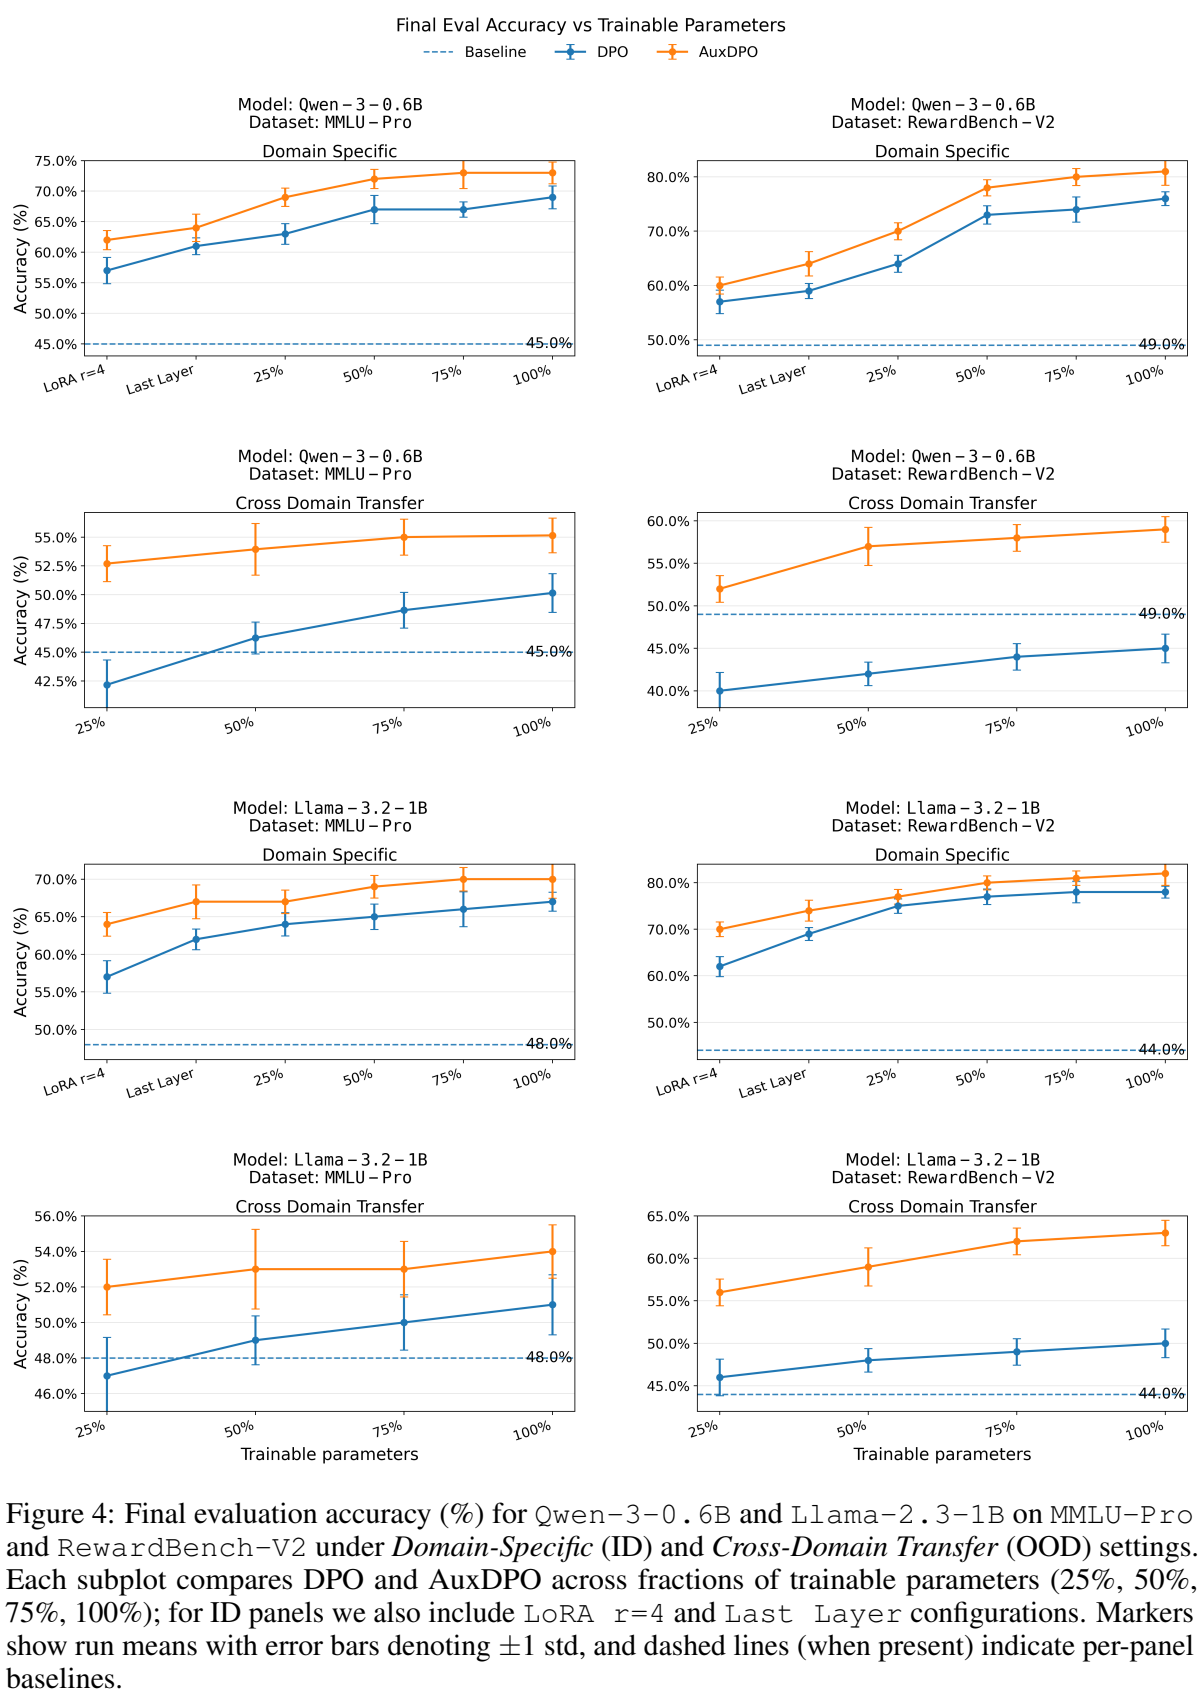 Final Eval Accuracy vs Trainable Parameters
Baseline DPO AuxDPO
Model: Qwen-3-0.6B
Dataset: MMLU-Pro
Domain Specific
Accuracy (%)
75.0%
70.0%
65.0%
60.0%
55.0%
50.0%
45.0%
45.0%
LoRA r=4 Last Layer 25% 50% 75% 100%
Model: Qwen-3-0.6B
Dataset: RewardBench-V2
Domain Specific
80.0%
70.0%
60.0%
50.0%
49.0%
LoRA r=4 Last Layer 25% 50% 75% 100%
Model: Qwen-3-0.6B
Dataset: MMLU-Pro
Cross Domain Transfer
Accuracy (%)
55.0%
52.5%
50.0%
47.5%
45.0%
42.5%
45.0%
25% 50% 75% 100%
Model: Qwen-3-0.6B
Dataset: RewardBench-V2
Cross Domain Transfer
60.0%
55.0%
50.0%
45.0%
40.0%
49.0%
25% 50% 75% 100%
Model: Llama-3.2-1B
Dataset: MMLU-Pro
Domain Specific
Accuracy (%)
70.0%
65.0%
60.0%
55.0%
50.0%
48.0%
LoRA r=4 Last Layer 25% 50% 75% 100%
Model: Llama-3.2-1B
Dataset: RewardBench-V2
Domain Specific
80.0%
70.0%
60.0%
50.0%
44.0%
LoRA r=4 Last Layer 25% 50% 75% 100%
Model: Llama-3.2-1B
Dataset: MMLU-Pro
Cross Domain Transfer
Accuracy (%)
56.0%
54.0%
52.0%
50.0%
48.0%
46.0%
48.0%
25% 50% 75% 100%
Trainable parameters
Model: Llama-3.2-1B
Dataset: RewardBench-V2
Cross Domain Transfer
65.0%
60.0%
55.0%
50.0%
45.0%
44.0%
25% 50% 75% 100%
Trainable parameters
Figure 4: Final evaluation accuracy (%) for Qwen-3-0.6B and Llama-2.3-1B on MMLU-Pro
and RewardBench-V2 under Domain-Specific (ID) and Cross-Domain Transfer (OOD) settings.
Each subplot compares DPO and AuxDPO across fractions of trainable parameters (25%, 50%,
75%, 100%); for ID panels we also include LoRA r=4 and Last Layer configurations. Markers
show run means with error bars denoting ±1 std, and dashed lines (when present) indicate per-panel
baselines.